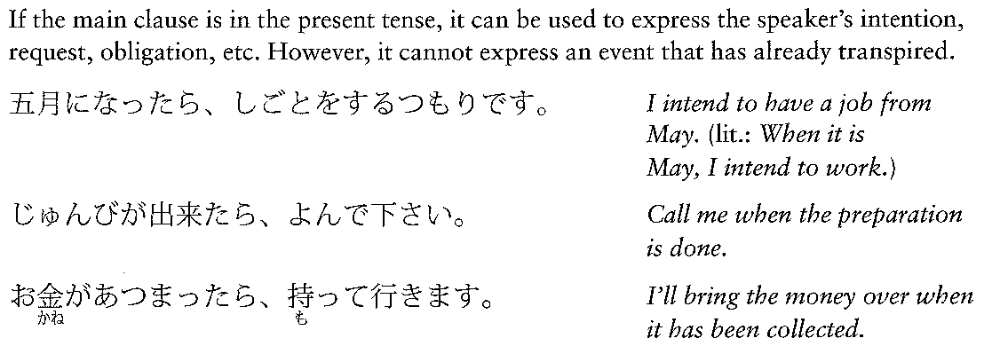 If the main clause is in the present tense, it can be used to express the speaker's intention,
request, obligation, etc. However, it cannot express an event that has already transpired.
五月になったら、しごとをするつもりです。
I intend to have a job from
May. (lit.: When it is
May, I intend to work.)
じゅんびが出来たら、よんで下さい。
Call me when the preparation
is done.
お金があつまったら、持って行きます。
かね
も
I'll bring the money over when
it has been collected.